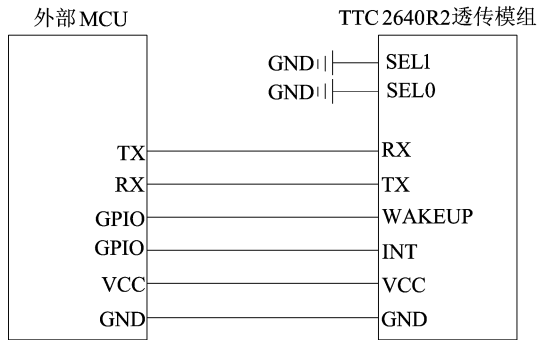 外部MCU TTC2640R2透传模组
GND SEL1
GND SEL0
TX RX
RX TX
GPIO WAKEUP
GPIO INT
VCC VCC
GND GND